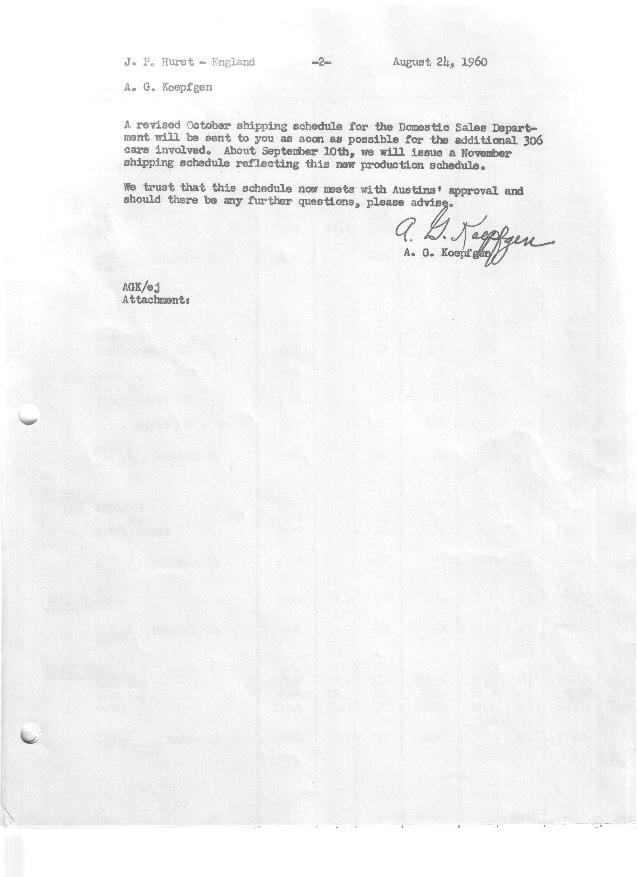 J. P. Hurst - England -2- August 24, 1960
A. G. Koepfgen
A revised October shipping schedule for the Domestic Sales Depart-
ment will be sent to you as soon as possible for the additional 306
cars involved. About September 10th, we will issue a November
shipping schedule reflecting this new production schedule.
We trust that this schedule now meets with Austins' approval and
should there be any further questions, please advise.
A. G. Koepfgen
A. G. Koepfgen
AGK/ej
Attachment: